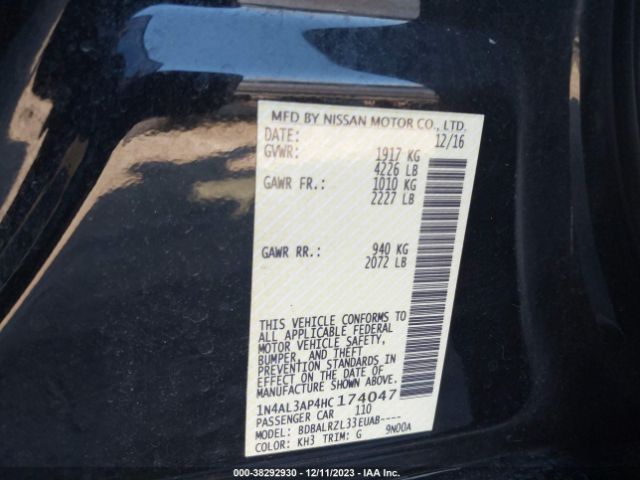 MFD BY NISSAN MOTOR CO., LTD.
DATE: 12/16
GVWR: 1917 KG
4226 LB
GAWR FR.: 1010 KG
2227 LB
GAWR RR.: 940 KG
2072 LB
THIS VEHICLE CONFORMS TO
ALL APPLICABLE FEDERAL
MOTOR VEHICLE SAFETY,
BUMPER, AND THEFT
PREVENTION STANDARDS IN
EFFECT ON THE DATE OF
MANUFACTURE SHOWN ABOVE.
1N4AL3AP4HC174047
PASSENGER CAR 110
MODEL: BDBALRZL33EUAB----
COLOR: KH3 TRIM: G 9N00A
000-38292930 - 12/11/2023 - IAA